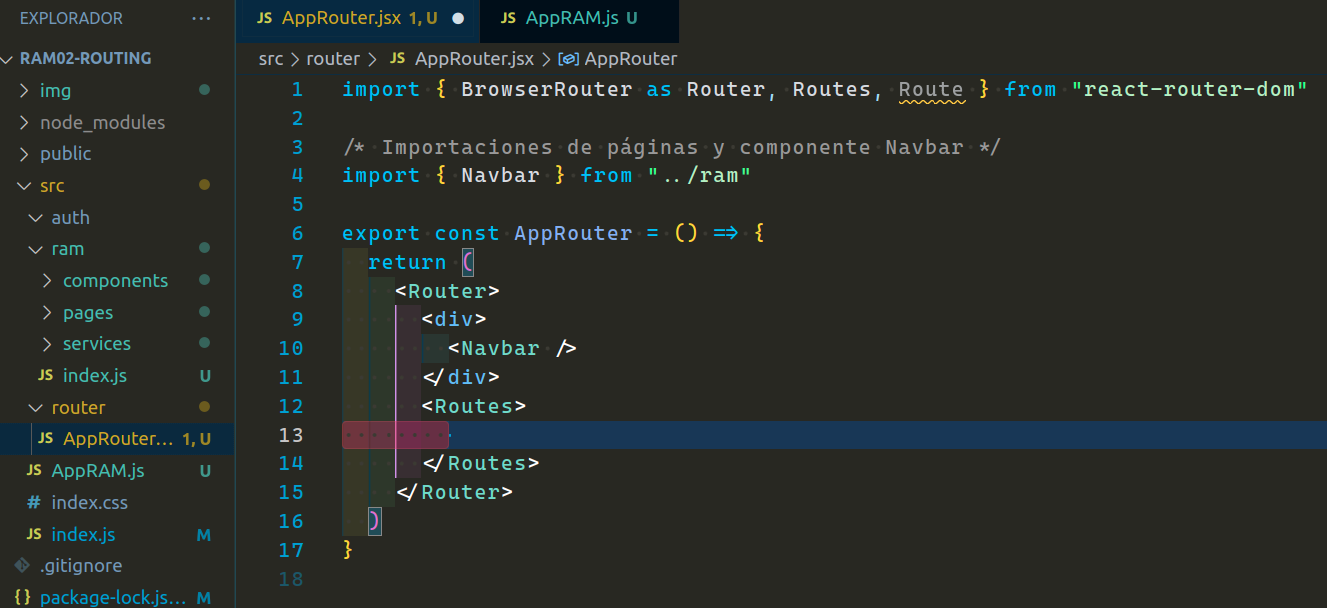 EXPLORADOR ···
RAM02-ROUTING
img
node_modules
public
src
auth
ram
components
pages
services
JS index.js U
router
JS AppRouter... 1, U
JS AppRAM.js U
# index.css
JS index.js M
.gitignore
{} package-lock.js... M
JS AppRouter.jsx 1, U ●
JS AppRAM.js U
src > router > JS AppRouter.jsx > AppRouter
1 import { BrowserRouter as Router, Routes, Route } from "react-router-dom"
2
3 /* Importaciones de páginas y componente Navbar */
4 import { Navbar } from "../ram"
5
6 export const AppRouter = () => {
7 return (
8 <Router>
9 <div>
10 <Navbar />
11 </div>
12 <Routes>
13
14 </Routes>
15 </Router>
16 )
17 }
18